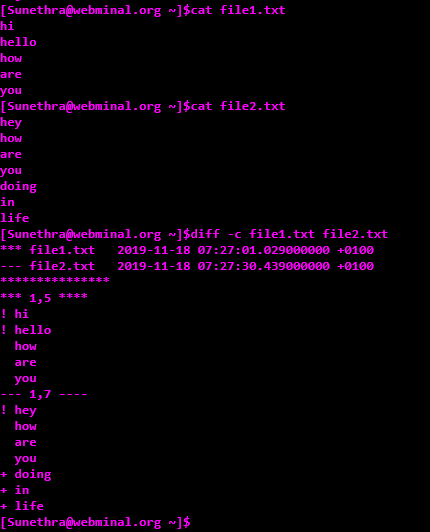 [Sunethra@webminal.org ~]$cat file1.txt
hi
hello
how
are
you
[Sunethra@webminal.org ~]$cat file2.txt
hey
how
are
you
doing
in
life
[Sunethra@webminal.org ~]$diff -c file1.txt file2.txt
*** file1.txt   2019-11-18 07:27:01.029000000 +0100
--- file2.txt   2019-11-18 07:27:30.439000000 +0100
***************
*** 1,5 ****
! hi
! hello
  how
  are
  you
--- 1,7 ----
! hey
  how
  are
  you
+ doing
+ in
+ life
[Sunethra@webminal.org ~]$